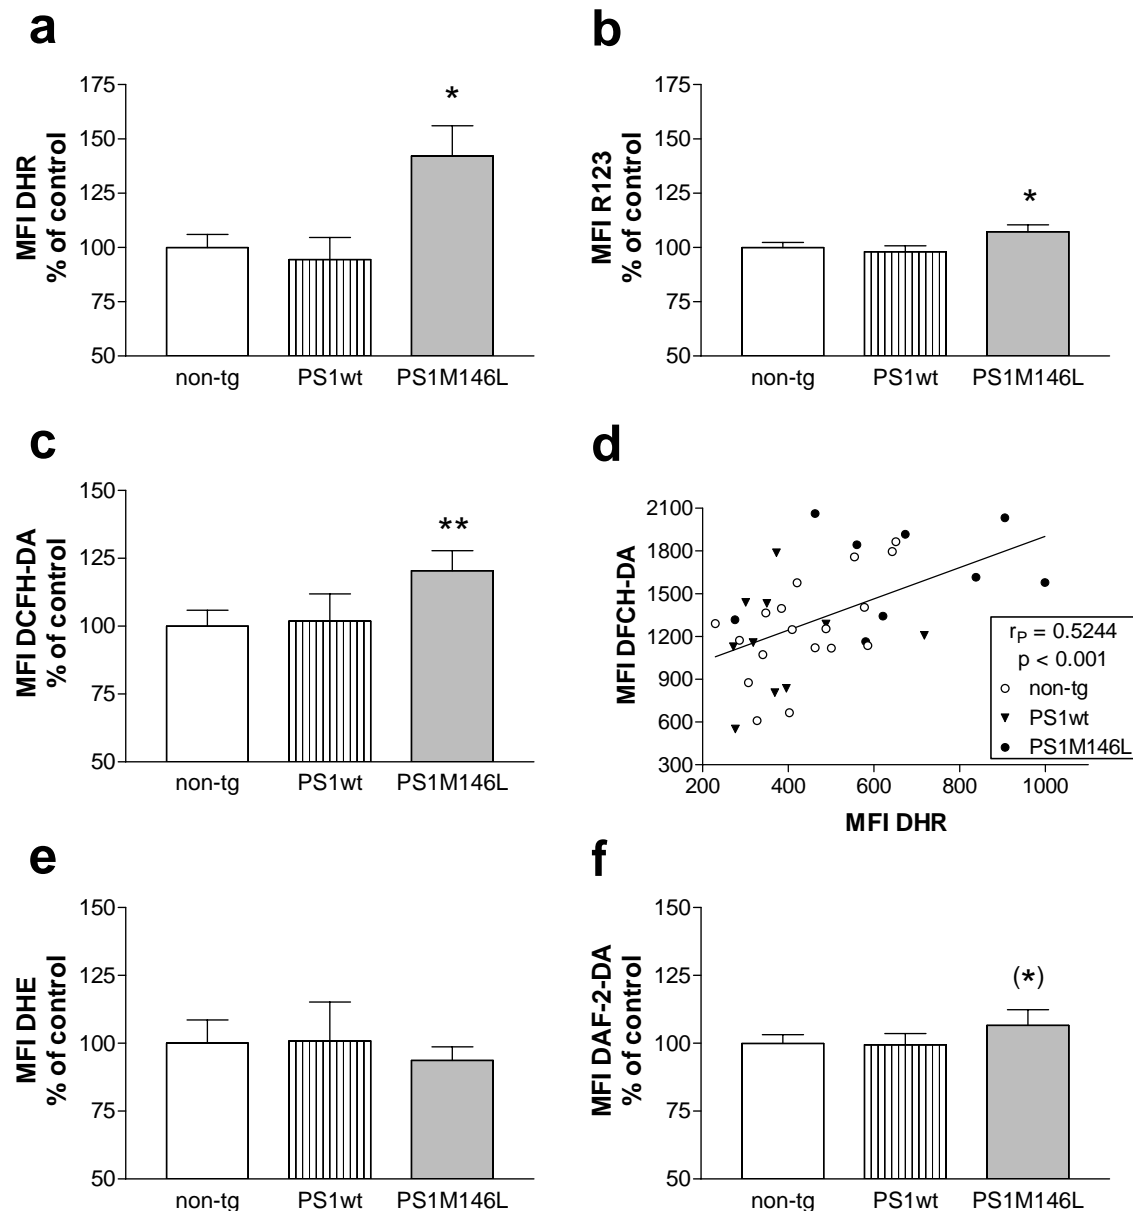 a
175
150
125
100
75
50
MFI DHR
% of control
*
non-tg PS1wt PS1M146L
b
175
150
125
100
75
50
MFI R123
% of control
*
non-tg PS1wt PS1M146L
c
150
125
100
75
50
MFI DCFH-DA
% of control
**
non-tg PS1wt PS1M146L
d
2100
1800
1500
1200
900
600
300
MFI DFCH-DA
200 400 600 800 1000
MFI DHR
rP = 0.5244
p < 0.001
non-tg
PS1wt
PS1M146L
e
150
125
100
75
50
MFI DHE
% of control
non-tg PS1wt PS1M146L
f
150
125
100
75
50
MFI DAF-2-DA
% of control
(*)
non-tg PS1wt PS1M146L